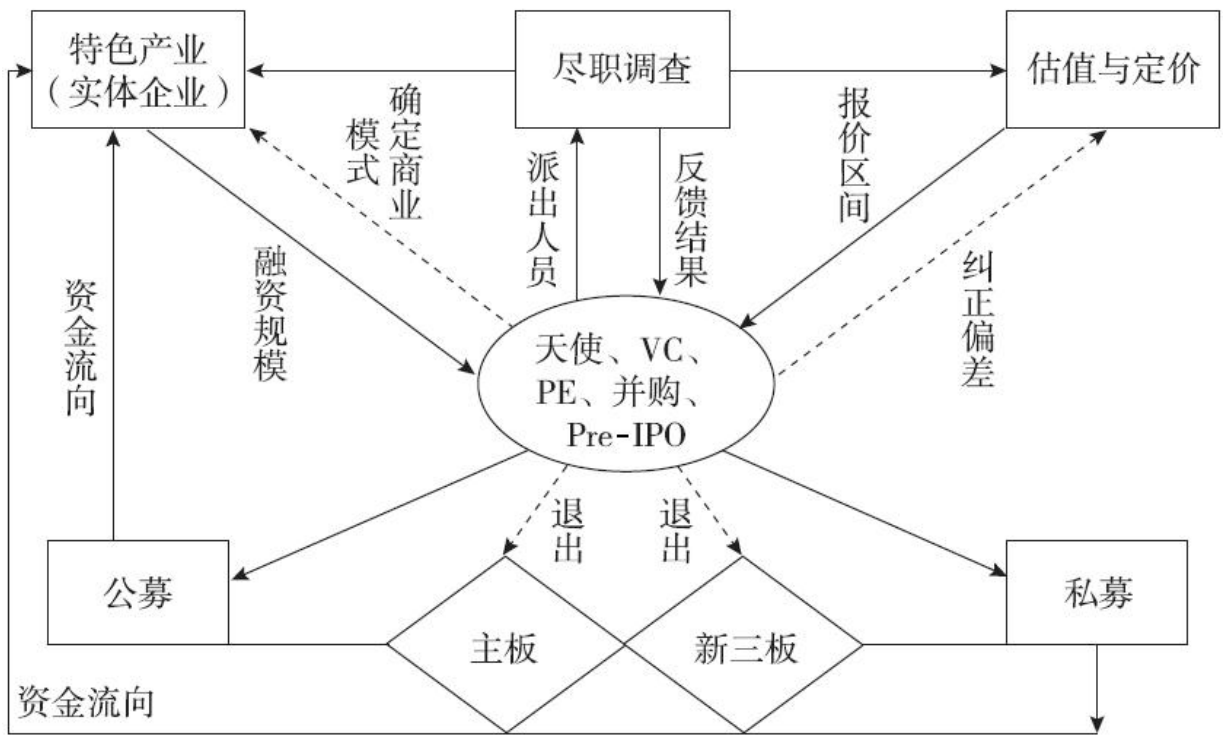 特色产业
（实体企业）
尽职调查
估值与定价
确定商业
模式
派出人员
反馈结果
报价区间
融资规模
资金流向
纠正偏差
天使、VC、
PE、并购、
Pre-IPO
退出
退出
公募
主板
新三板
私募
资金流向